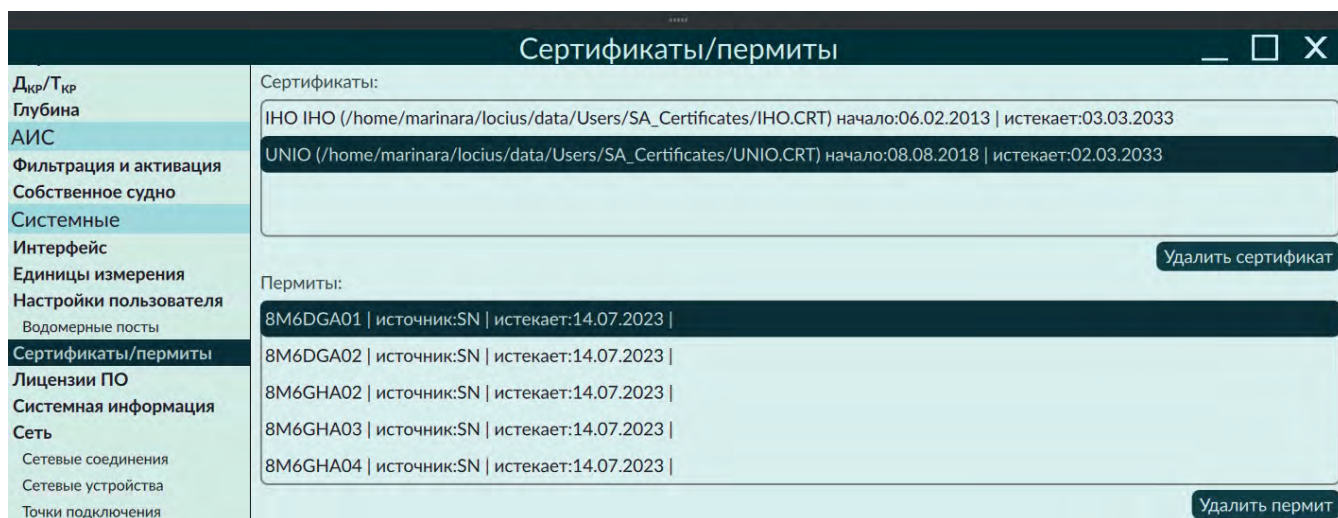 Сертификаты/пермиты
Д_КР/Т_КР
Глубина
АИС
Фильтрация и активация
Собственное судно
Системные
Интерфейс
Единицы измерения
Настройки пользователя
Водомерные посты
Сертификаты/пермиты
Лицензии ПО
Системная информация
Сеть
Сетевые соединения
Сетевые устройства
Точки подключения
Сертификаты:
IHO IHO (/home/marinara/locius/data/Users/SA_Certificates/IHO.CRT) начало:06.02.2013 | истекает:03.03.2033
UNIO (/home/marinara/locius/data/Users/SA_Certificates/UNIO.CRT) начало:08.08.2018 | истекает:02.03.2033
Удалить сертификат
Пермиты:
8M6DGA01 | источник:SN | истекает:14.07.2023 |
8M6DGA02 | источник:SN | истекает:14.07.2023 |
8M6GHA02 | источник:SN | истекает:14.07.2023 |
8M6GHA03 | источник:SN | истекает:14.07.2023 |
8M6GHA04 | источник:SN | истекает:14.07.2023 |
Удалить пермит